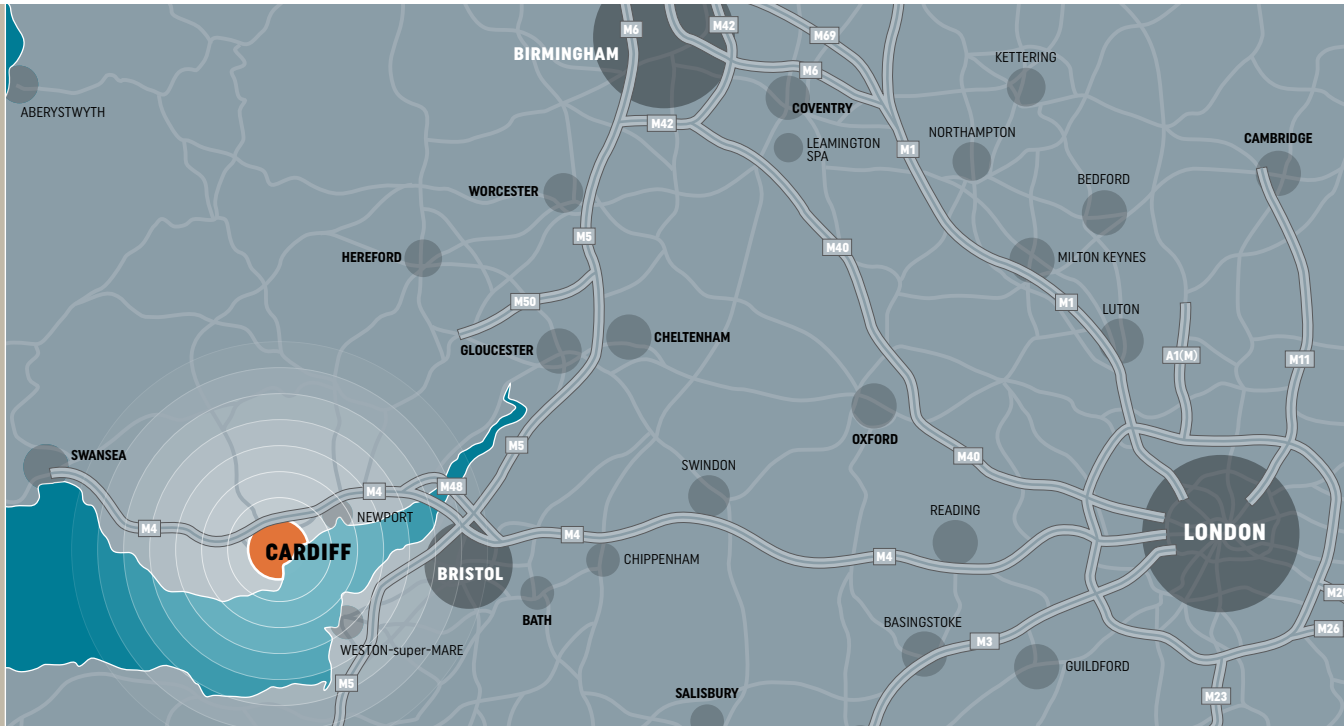 M6
M42
M69
BIRMINGHAM
M6
KETTERING
ABERYSTWYTH
COVENTRY
M42
NORTHAMPTON
CAMBRIDGE
LEAMINGTON
SPA
M1
WORCESTER
BEDFORD
M5
M40
HEREFORD
MILTON KEYNES
M50
M1
LUTON
GLOUCESTER
CHELTENHAM
A1(M)
M11
OXFORD
M5
SWANSEA
M40
SWINDON
M4
M48
NEWPORT
READING
M4
M4
LONDON
CARDIFF
M4
CHIPPENHAM
BRISTOL
BATH
BASINGSTOKE
M26
WESTON-super-MARE
M3
GUILDFORD
M5
SALISBURY
M23